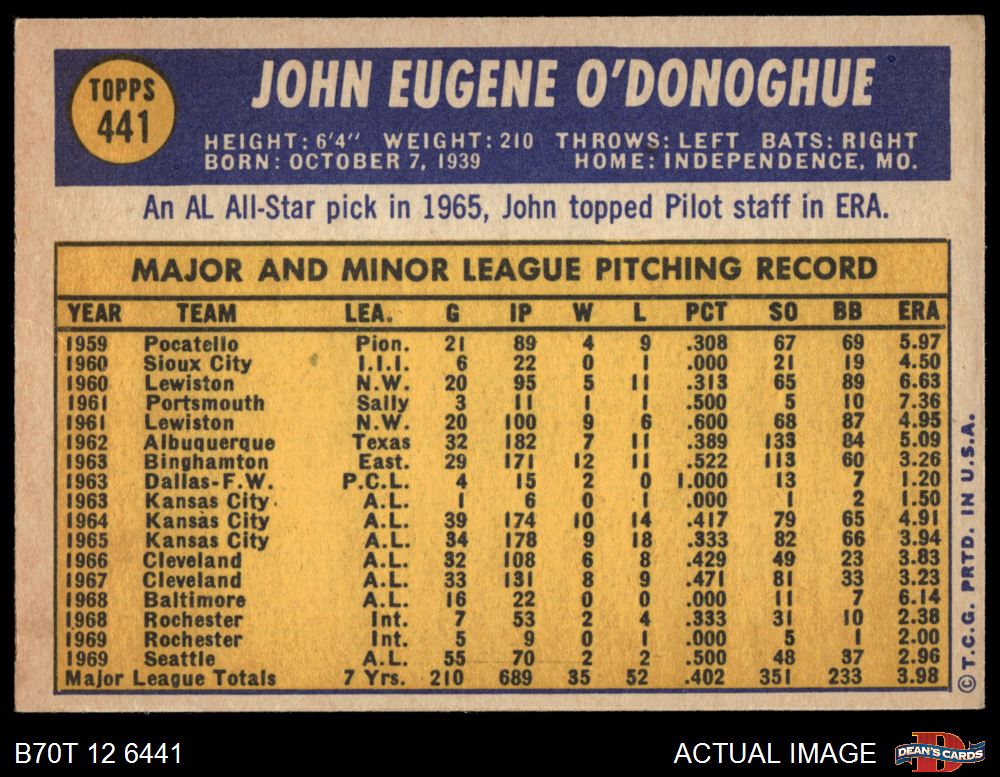 TOPPS
441
JOHN EUGENE O'DONOGHUE
HEIGHT: 6'4" WEIGHT: 210 THROWS: LEFT BATS: RIGHT
BORN: OCTOBER 7, 1939 HOME: INDEPENDENCE, MO.
An AL All-Star pick in 1965, John topped Pilot staff in ERA.
MAJOR AND MINOR LEAGUE PITCHING RECORD
YEAR TEAM LEA. G IP W L PCT SO BB ERA
1959 Pocatello Pion. 21 89 4 9 .308 67 69 5.97
1960 Sioux City I.I.I. 6 22 0 1 .000 21 19 4.50
1960 Lewiston N.W. 20 95 5 11 .313 65 89 6.63
1961 Portsmouth Sally 3 11 1 1 .500 5 10 7.36
1961 Lewiston N.W. 20 100 9 6 .600 68 87 4.95
1962 Albuquerque Texas 32 182 7 11 .389 133 84 5.09
1963 Binghamton East. 29 171 12 11 .522 113 60 3.26
1963 Dallas-F.W. P.C.L. 4 15 2 0 1.000 13 7 1.20
1963 Kansas City A.L. 1 6 0 1 .000 1 2 1.50
1964 Kansas City A.L. 39 174 10 14 .417 79 65 4.91
1965 Kansas City A.L. 34 178 9 18 .333 82 66 3.94
1966 Cleveland A.L. 32 108 6 8 .429 49 23 3.83
1967 Cleveland A.L. 33 131 8 9 .471 81 33 3.23
1968 Baltimore A.L. 16 22 0 0 .000 11 7 6.14
1968 Rochester Int. 7 53 2 4 .333 31 10 2.38
1969 Rochester Int. 5 9 0 1 .000 5 1 2.00
1969 Seattle A.L. 55 70 2 2 .500 48 37 2.96
Major League Totals 7 Yrs. 210 689 35 52 .402 351 233 3.98
© T.C.G. PRTD. IN U.S.A.
B70T 12 6441
ACTUAL IMAGE
D
DEAN'S CARDS